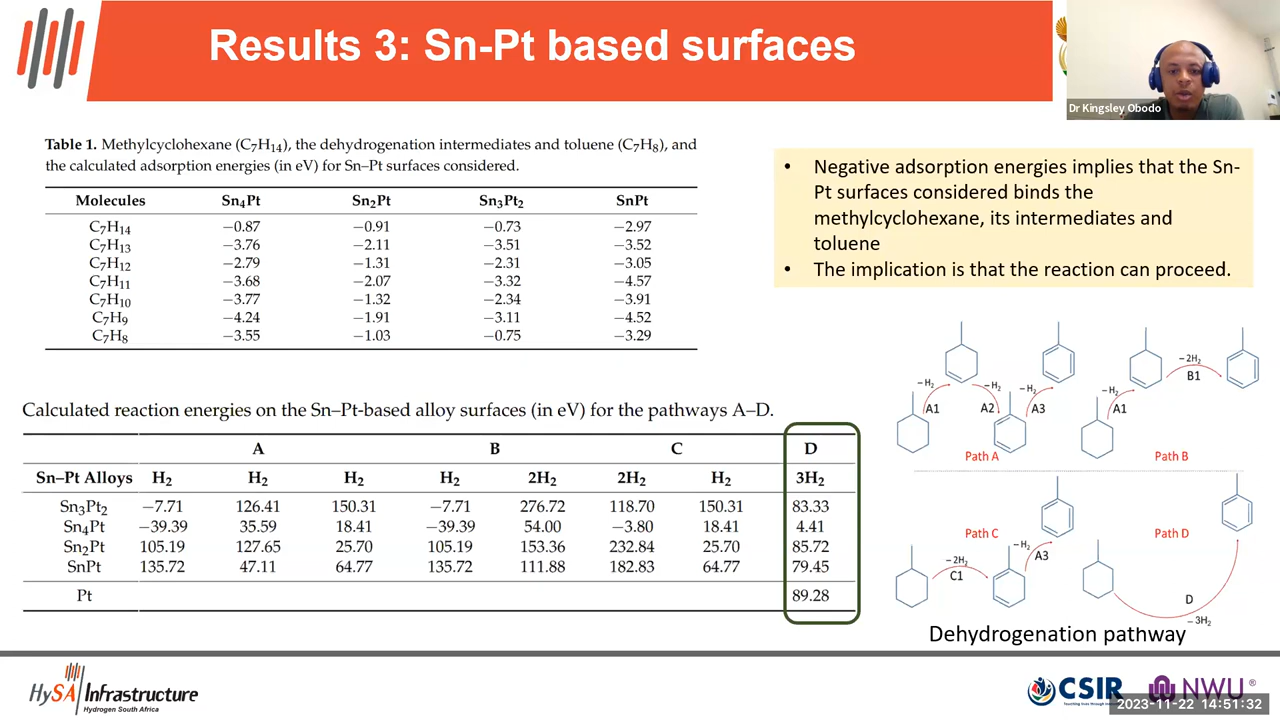 Results 3: Sn-Pt based surfaces
Dr Kingsley Obodo
Table 1. Methylcyclohexane (C₇H₁₄), the dehydrogenation intermediates and toluene (C₇H₈), and
the calculated adsorption energies (in eV) for Sn–Pt surfaces considered.
Molecules Sn₄Pt Sn₂Pt Sn₃Pt₂ SnPt
C₇H₁₄ −0.87 −0.91 −0.73 −2.97
C₇H₁₃ −3.76 −2.11 −3.51 −3.52
C₇H₁₂ −2.79 −1.31 −2.31 −3.05
C₇H₁₁ −3.68 −2.07 −3.32 −4.57
C₇H₁₀ −3.77 −1.32 −2.34 −3.91
C₇H₉ −4.24 −1.91 −3.11 −4.52
C₇H₈ −3.55 −1.03 −0.75 −3.29
• Negative adsorption energies implies that the Sn-
Pt surfaces considered binds the
methylcyclohexane, its intermediates and
toluene
• The implication is that the reaction can proceed.
Calculated reaction energies on the Sn–Pt-based alloy surfaces (in eV) for the pathways A–D.
A B C D
Sn–Pt Alloys H₂ H₂ H₂ H₂ 2H₂ 2H₂ H₂ 3H₂
Sn₃Pt₂ −7.71 126.41 150.31 −7.71 276.72 118.70 150.31 83.33
Sn₄Pt −39.39 35.59 18.41 −39.39 54.00 −3.80 18.41 4.41
Sn₂Pt 105.19 127.65 25.70 105.19 153.36 232.84 25.70 85.72
SnPt 135.72 47.11 64.77 135.72 111.88 182.83 64.77 79.45
Pt 89.28
− H₂ − H₂ − H₂
A1 A2 A3
Path A
− H₂ − 2H₂
A1 B1
Path B
Path C
− 2H₂ − H₂
C1 A3
Path D
D
− 3H₂
Dehydrogenation pathway
HySA Infrastructure
Hydrogen South Africa
CSIR
NWU®
2023-11-22 14:51:32